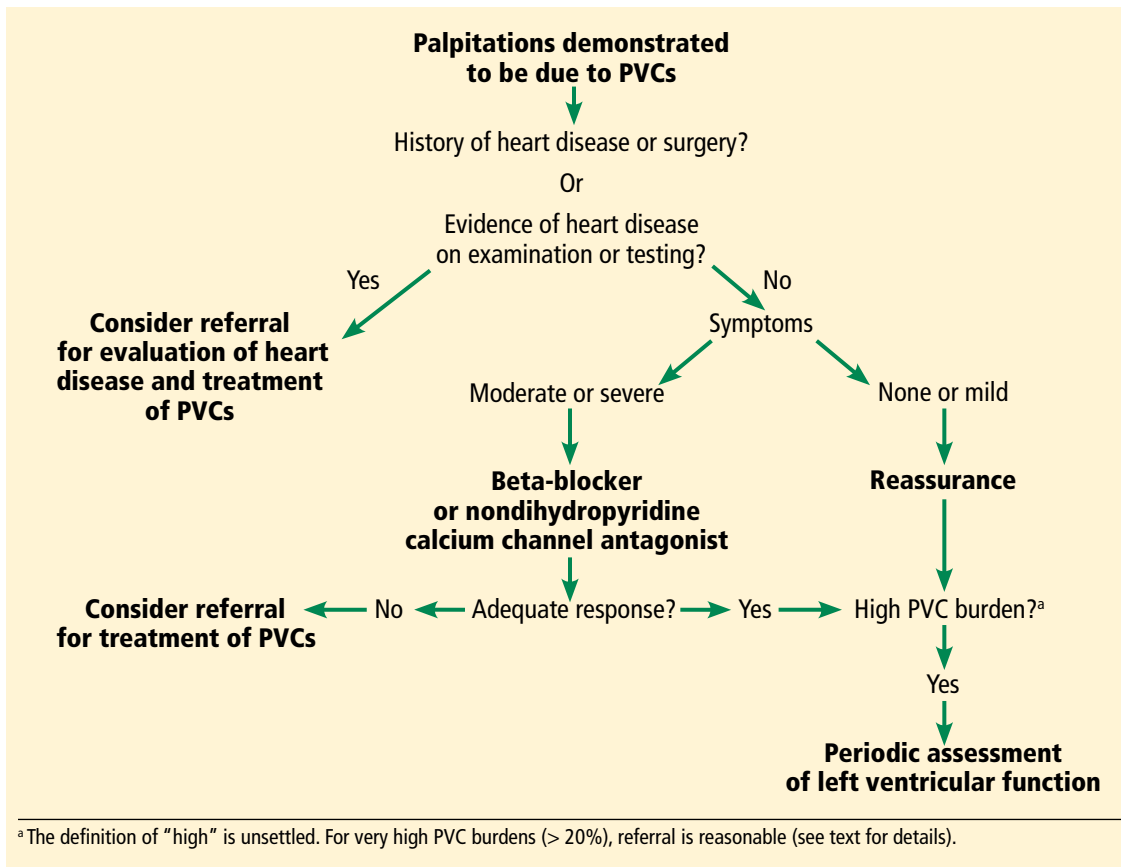 Palpitations demonstrated
to be due to PVCs
History of heart disease or surgery?
Or
Evidence of heart disease
on examination or testing?
Yes
No
Consider referral
for evaluation of heart
disease and treatment
of PVCs
Symptoms
Moderate or severe
None or mild
Beta-blocker
or nondihydropyridine
calcium channel antagonist
Reassurance
Consider referral
for treatment of PVCs
No
Adequate response?
Yes
High PVC burden?ᵃ
Yes
Periodic assessment
of left ventricular function
ᵃ The definition of "high" is unsettled. For very high PVC burdens (> 20%), referral is reasonable (see text for details).